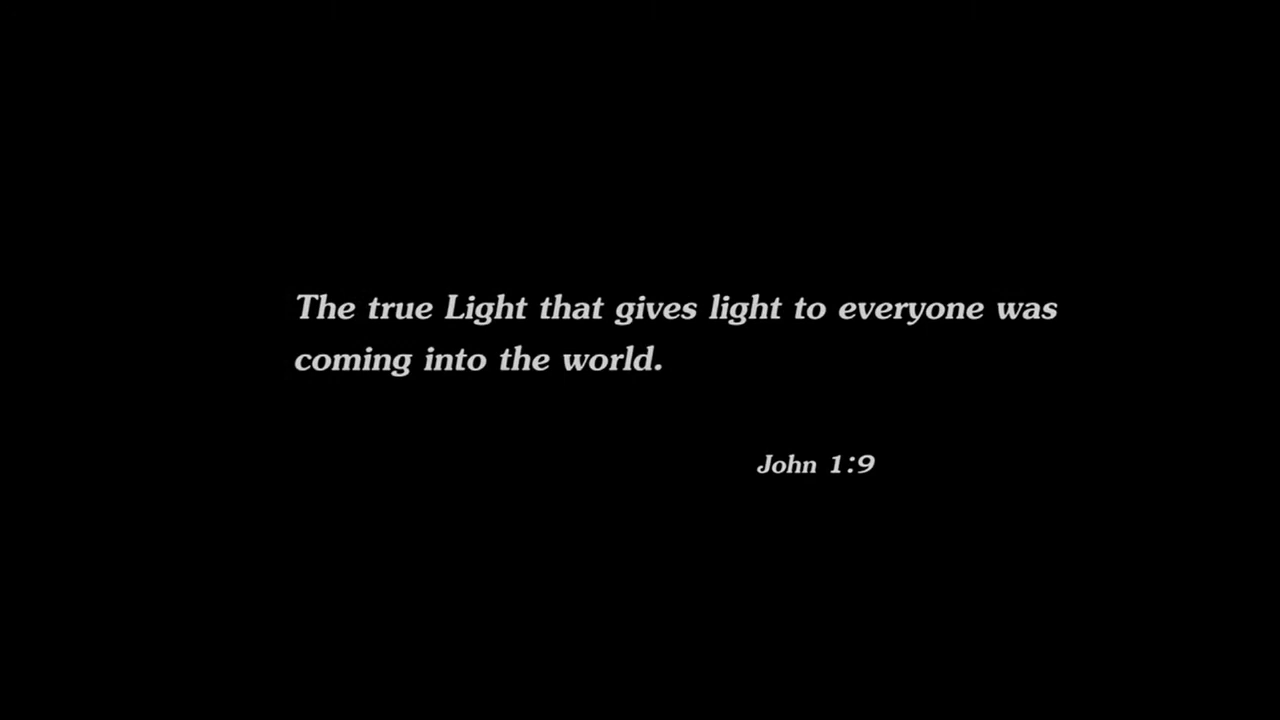 The true Light that gives light to everyone was
coming into the world.
John 1:9